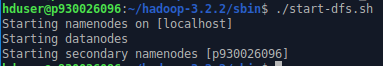 hduser@p930026096:~/hadoop-3.2.2/sbin$ ./start-dfs.sh
Starting namenodes on [localhost]
Starting datanodes
Starting secondary namenodes [p930026096]